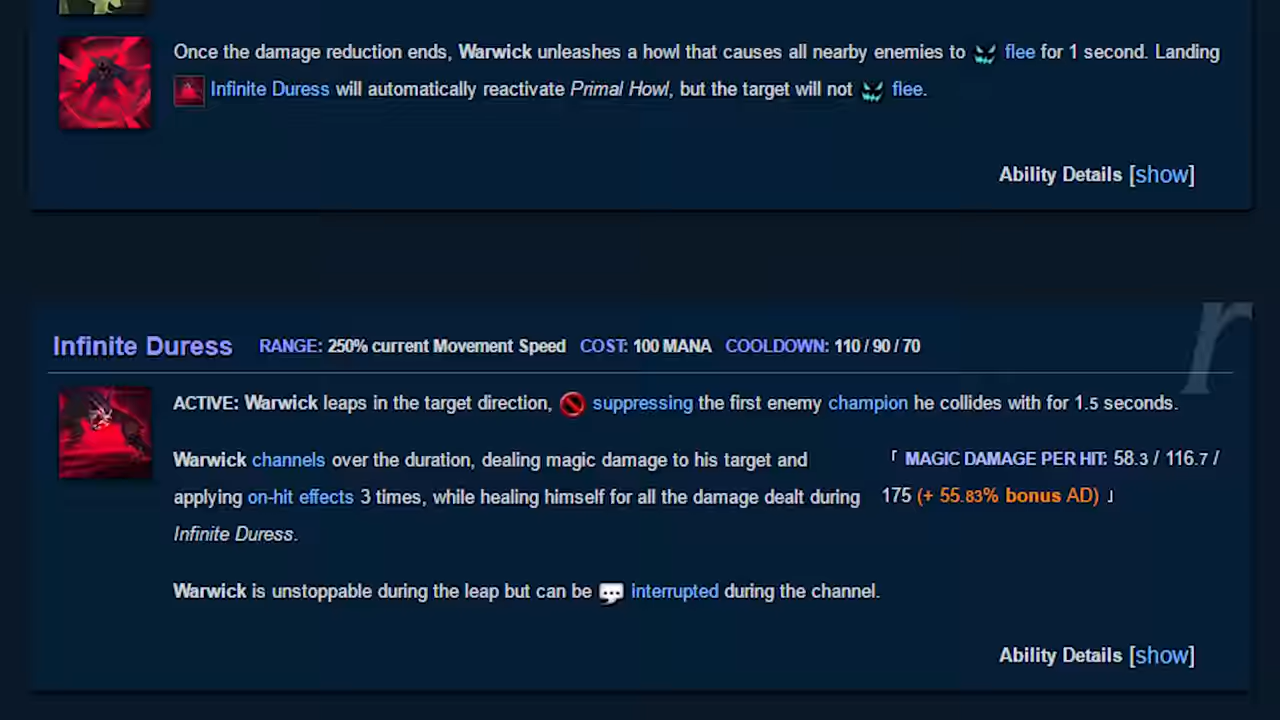 Once the damage reduction ends, Warwick unleashes a howl that causes all nearby enemies to flee for 1 second. Landing
Infinite Duress will automatically reactivate Primal Howl, but the target will not flee.
Ability Details [show]
r
Infinite Duress RANGE: 250% current Movement Speed COST: 100 MANA COOLDOWN: 110 / 90 / 70
ACTIVE: Warwick leaps in the target direction, suppressing the first enemy champion he collides with for 1.5 seconds.
Warwick channels over the duration, dealing magic damage to his target and
applying on-hit effects 3 times, while healing himself for all the damage dealt during
Infinite Duress.
「 MAGIC DAMAGE PER HIT: 58.3 / 116.7 /
175 (+ 55.83% bonus AD) 」
Warwick is unstoppable during the leap but can be interrupted during the channel.
Ability Details [show]